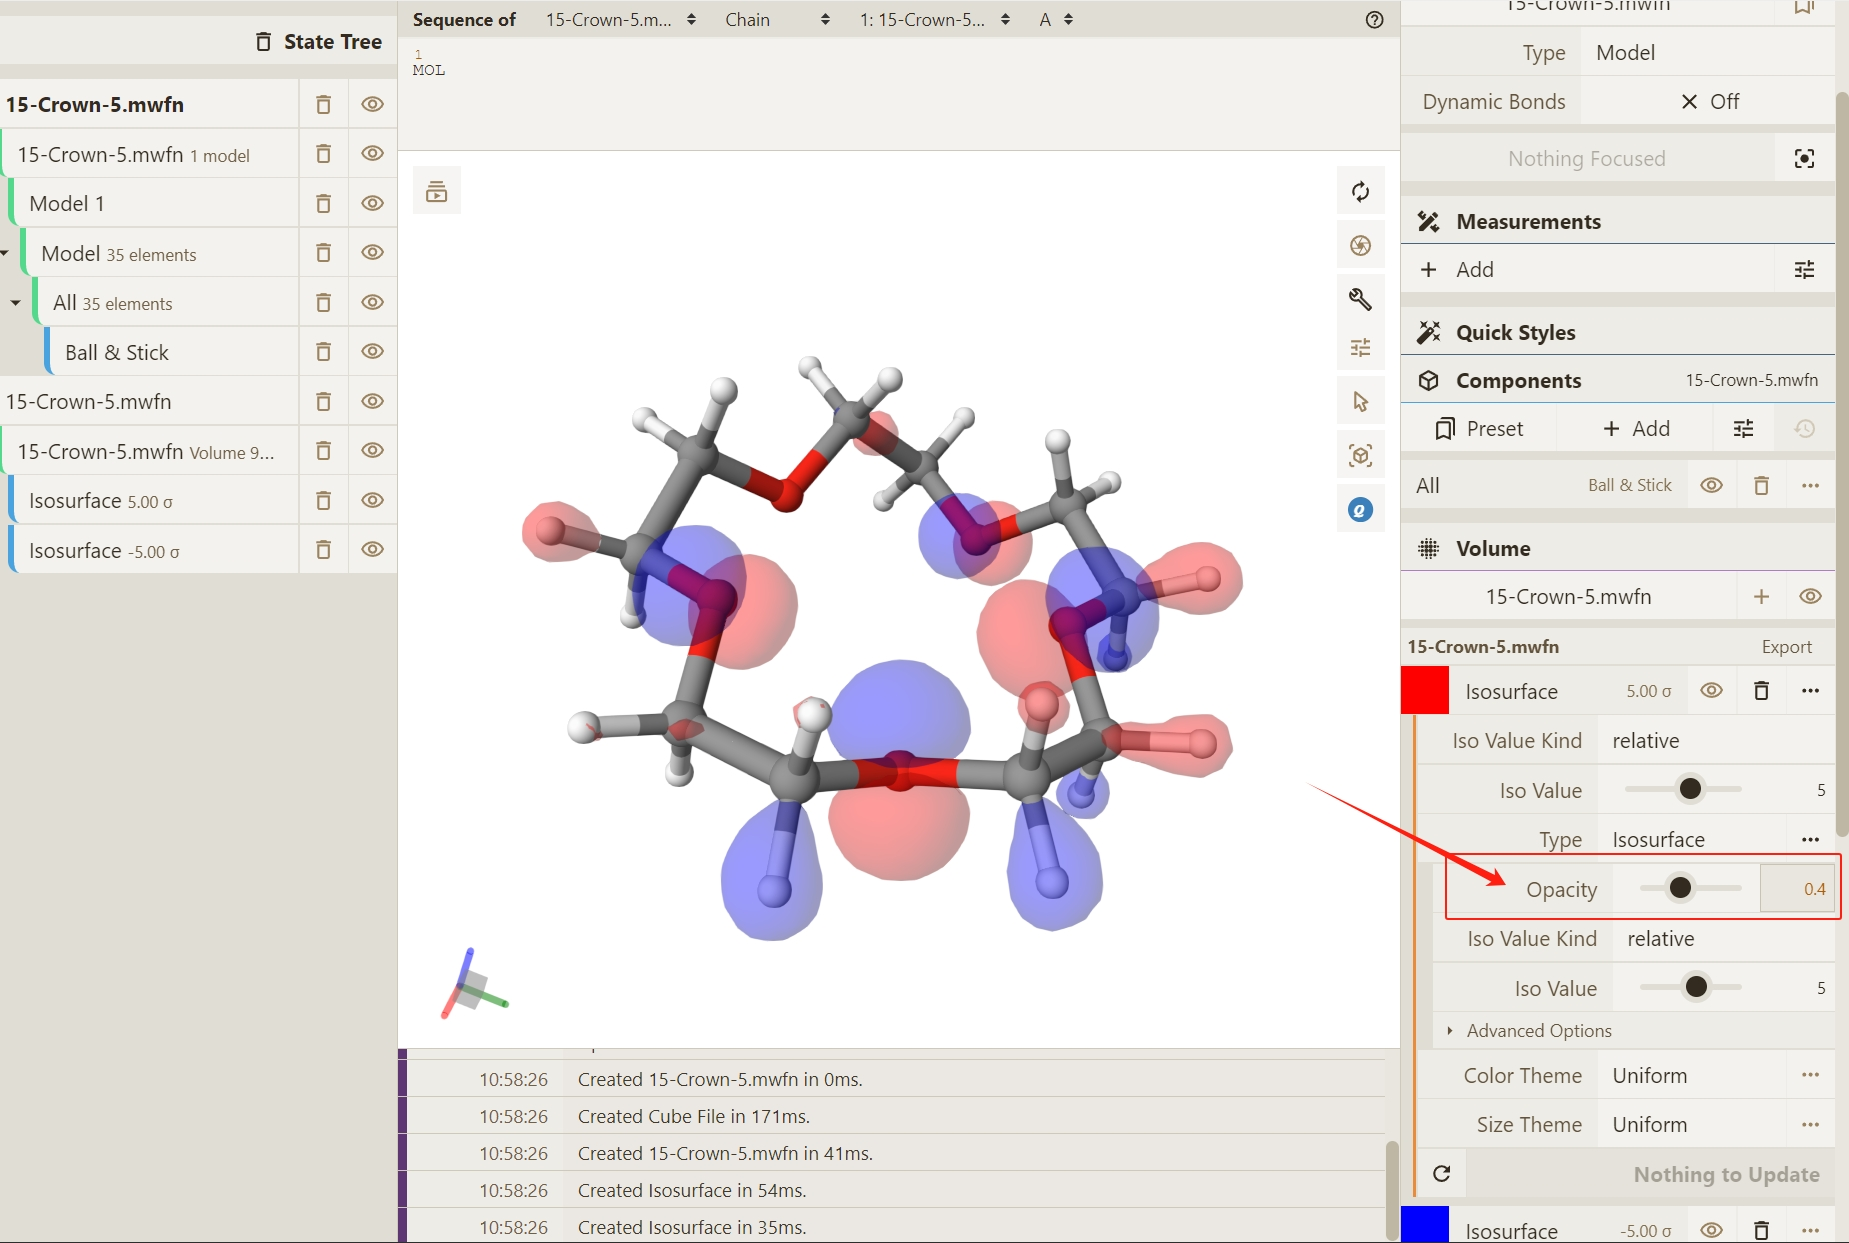 State Tree
15-Crown-5.mwfn
15-Crown-5.mwfn 1 model
Model 1
Model 35 elements
All 35 elements
Ball & Stick
15-Crown-5.mwfn
15-Crown-5.mwfn Volume 9...
Isosurface 5.00 σ
Isosurface -5.00 σ
Sequence of 15-Crown-5.m... Chain 1: 15-Crown-5... A
1
MOL
10:58:26 Created 15-Crown-5.mwfn in 0ms.
10:58:26 Created Cube File in 171ms.
10:58:26 Created 15-Crown-5.mwfn in 41ms.
10:58:26 Created Isosurface in 54ms.
10:58:26 Created Isosurface in 35ms.
15-Crown-5.mwfn
Type Model
Dynamic Bonds Off
Nothing Focused
Measurements
Add
Quick Styles
Components 15-Crown-5.mwfn
Preset Add
All Ball & Stick
Volume
15-Crown-5.mwfn
15-Crown-5.mwfn Export
Isosurface 5.00 σ
Iso Value Kind relative
Iso Value 5
Type Isosurface
Opacity 0.4
Iso Value Kind relative
Iso Value 5
Advanced Options
Color Theme Uniform
Size Theme Uniform
Nothing to Update
Isosurface -5.00 σ